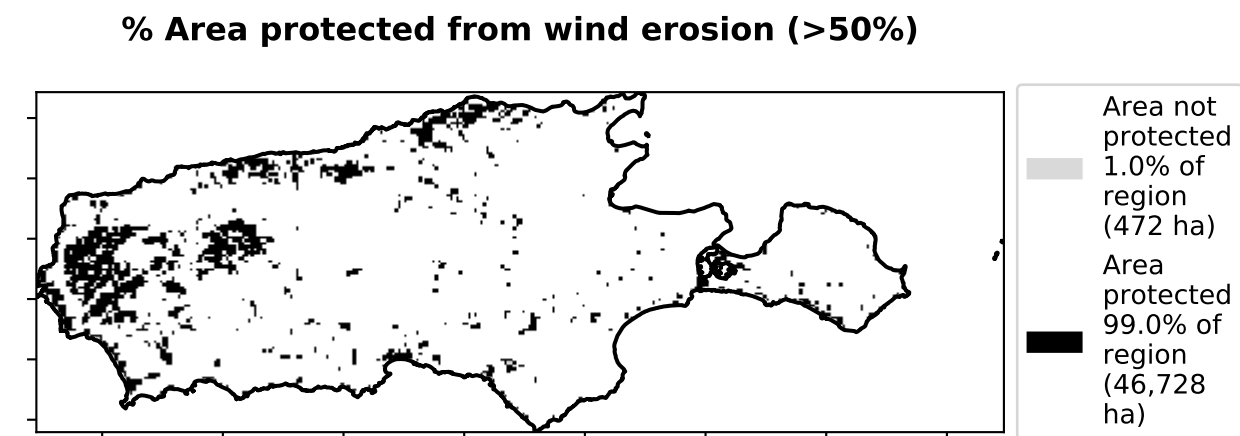 % Area protected from wind erosion (>50%)
Area not
protected
1.0% of
region
(472 ha)
Area
protected
99.0% of
region
(46,728
ha)